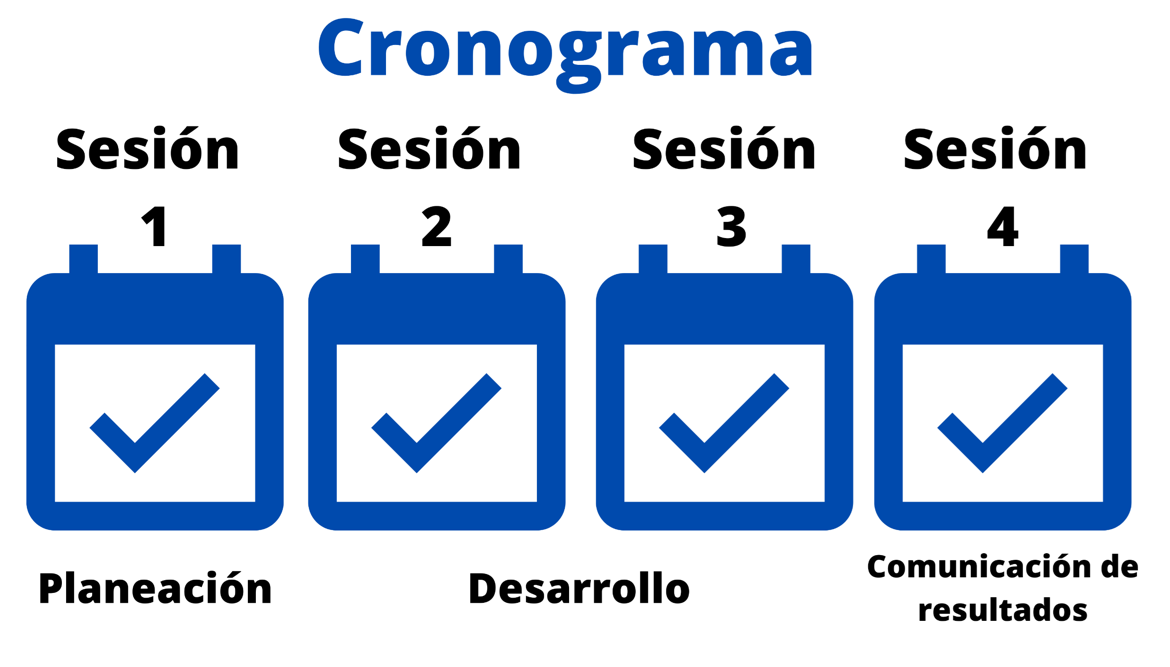 Cronograma
Sesión
1
Sesión
2
Sesión
3
Sesión
4
Planeación
Desarrollo
Comunicación de
resultados